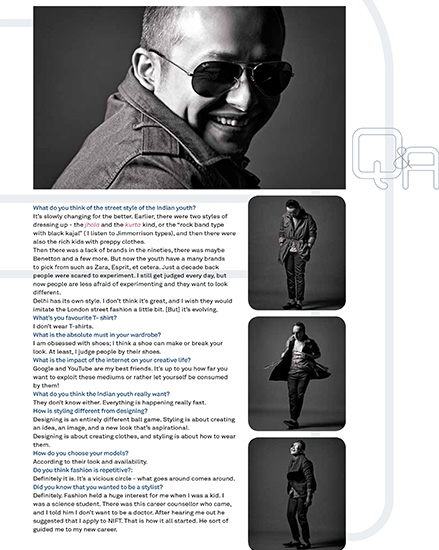 Q&A
What do you think of the street style of the Indian youth?
It's slowly changing for the better. Earlier, there were two styles of
dressing up - the jhola and the kurta kind, or the "rock band type
with black kajal" ( I listen to Jimmorrison types), and then there were
also the rich kids with preppy clothes.
Then there was a lack of brands in the nineties, there was maybe
Benetton and a few more. But now the youth have a many brands
to pick from such as Zara, Esprit, et cetera. Just a decade back
people were scared to experiment. I still get judged every day, but
now people are less afraid of experimenting and they want to look
different.
Delhi has its own style. I don't think it's great, and I wish they would
imitate the London street fashion a little bit. [But] it's evolving.
What's you favourite T- shirt?
I don't wear T-shirts.
What is the absolute must in your wardrobe?
I am obsessed with shoes; I think a shoe can make or break your
look. At least, I judge people by their shoes.
What is the impact of the internet on your creative life?
Google and YouTube are my best friends. It's up to you how far you
want to exploit these mediums or rather let yourself be consumed
by them!
What do you think the Indian youth really want?
They don't know either. Everything is happening really fast.
How is styling different from designing?
Designing is an entirely different ball game. Styling is about creating
an idea, an image, and a new look that's aspirational.
Designing is about creating clothes, and styling is about how to wear
them.
How do you choose your models?
According to their look and availability.
Do you think fashion is repetitive?:
Definitely it is. It's a vicious circle - what goes around comes around.
Did you know that you wanted to be a stylist?
Definitely. Fashion held a huge interest for me when I was a kid. I
was a science student. There was this career counsellor who came,
and I told him I don't want to be a doctor. After hearing me out he
suggested that I apply to NIFT. That is how it all started. He sort of
guided me to my new career.